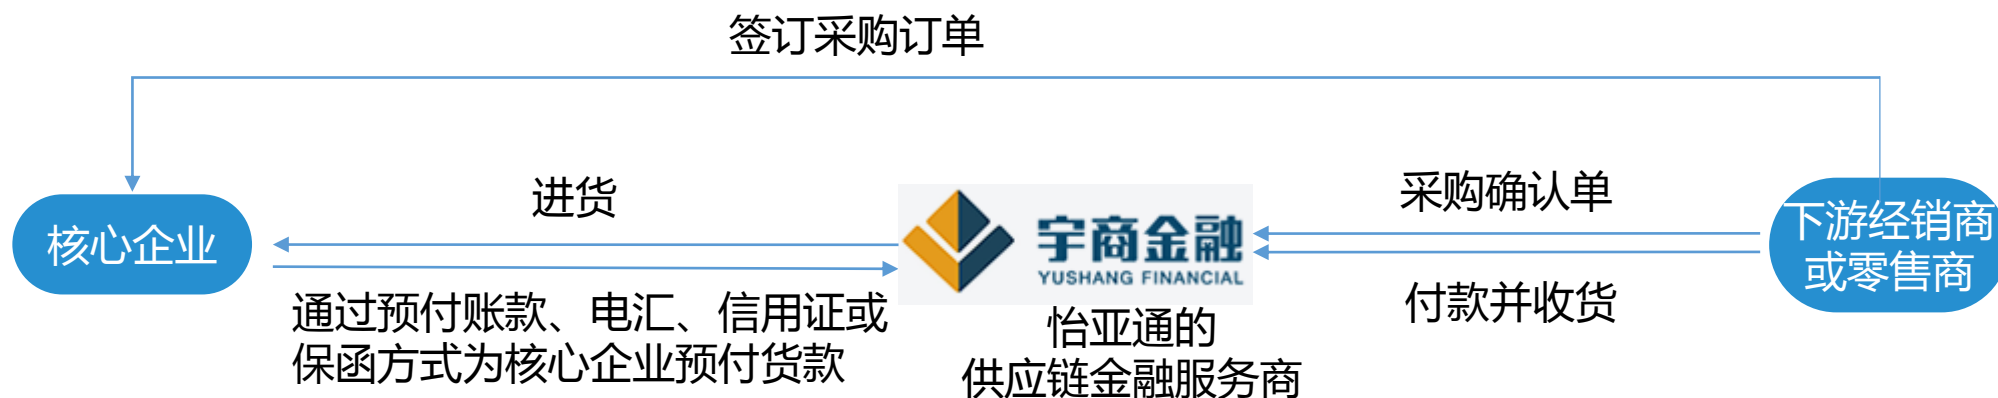 签订采购订单
进货
采购确认单
核心企业
宇商金融
YUSHANG FINANCIAL
下游经销商
或零售商
通过预付账款、电汇、信用证或
保函方式为核心企业预付货款
怡亚通的
供应链金融服务商
付款并收货